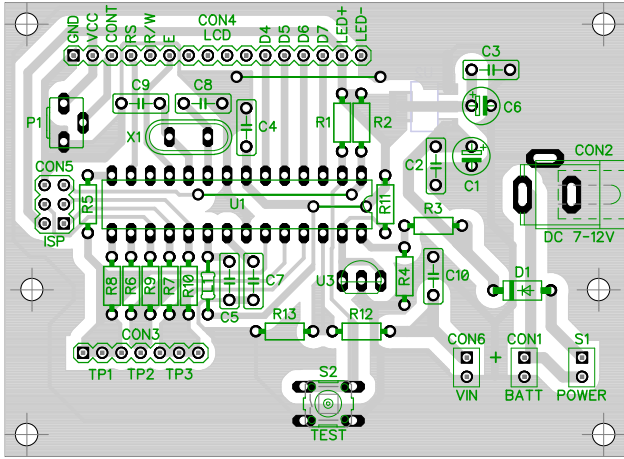 GND VCC CONT RS R/W E CON4 LCD D4 D5 D6 D7 LED+ LED-
C3
C9 C8
C6
P1 X1 C4 R1 R2
C2 C1 CON2
CON5
R5 U1 R11
ISP R3 DC 7-12V
R8 R6 R9 R7 R10 L1 C7 U3 R4 C10 D1
C5
R13 R12
CON3 CON6 + CON1 S1
TP1 TP2 TP3
S2 VIN BATT POWER
TEST